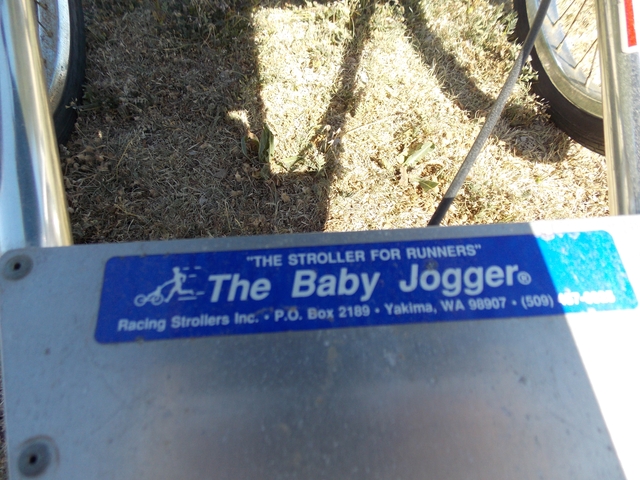 "THE STROLLER FOR RUNNERS"
The Baby Jogger®
Racing Strollers Inc. • P.O. Box 2189 • Yakima, WA 98907 • (509)